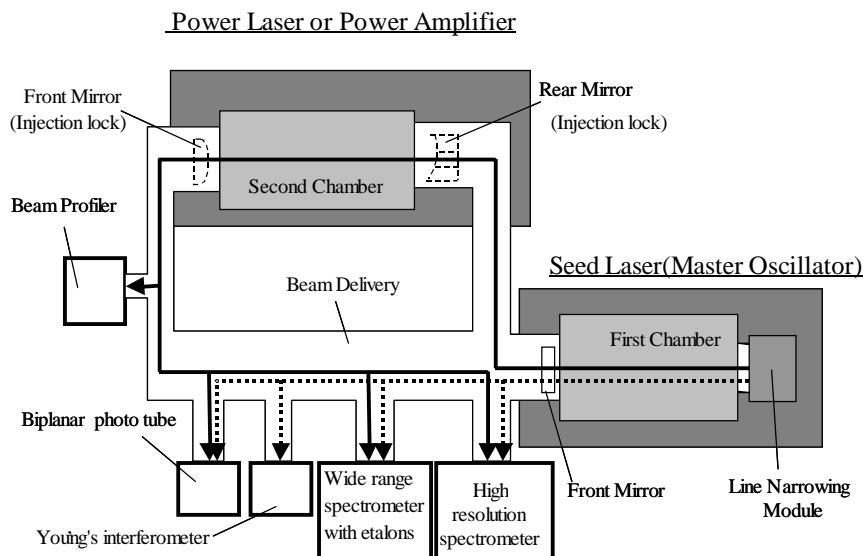 Power Laser or Power Amplifier
Front Mirror
(Injection lock)
Rear Mirror
(Injection lock)
Second Chamber
Beam Profiler
Beam Delivery
Seed Laser(Master Oscillator)
First Chamber
Biplanar photo tube
Young's interferometer
Wide range
spectrometer
with etalons
High
resolution
spectrometer
Front Mirror
Line Narrowing
Module